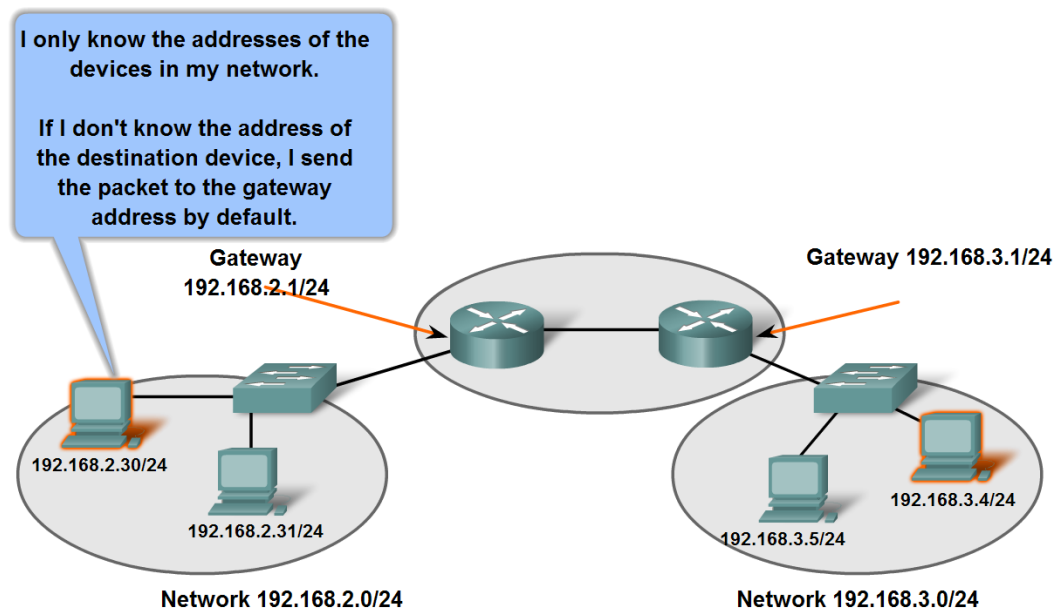 I only know the addresses of the
devices in my network.
If I don't know the address of
the destination device, I send
the packet to the gateway
address by default.
Gateway
192.168.2.1/24
Gateway 192.168.3.1/24
192.168.2.30/24
192.168.2.31/24
192.168.3.4/24
192.168.3.5/24
Network 192.168.2.0/24
Network 192.168.3.0/24